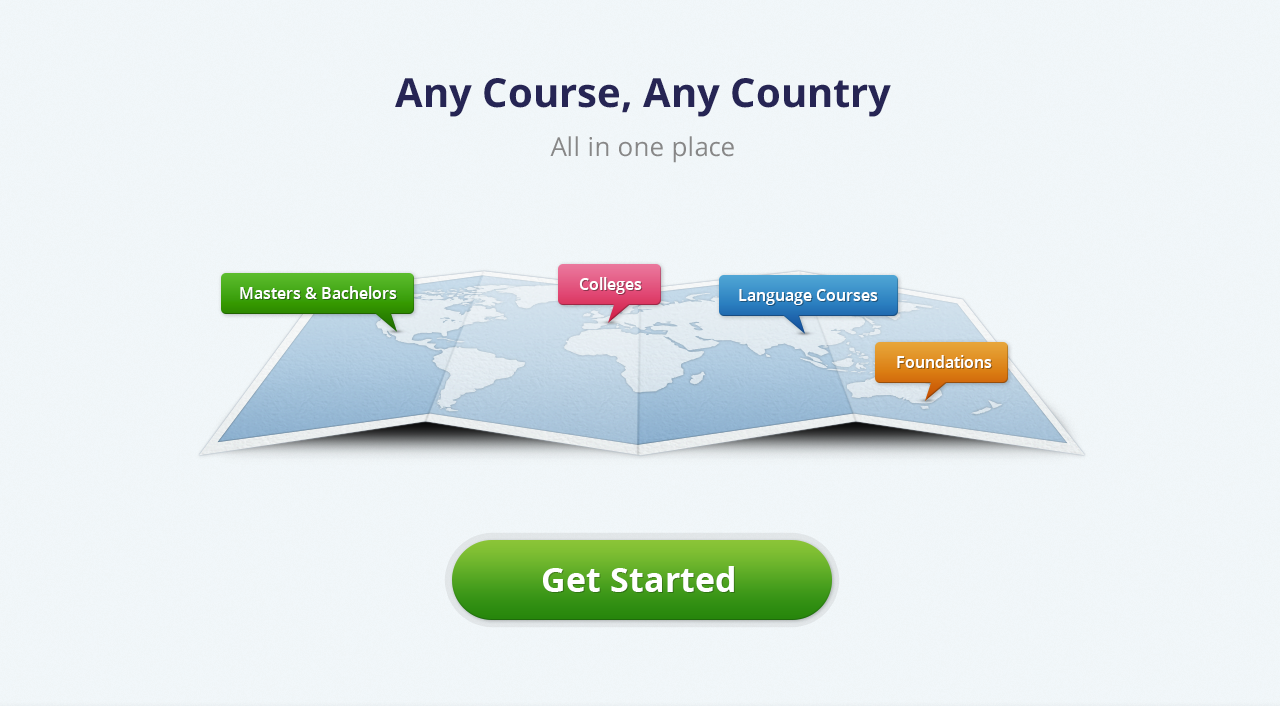 Any Course, Any Country
All in one place
Masters & Bachelors
Colleges
Language Courses
Foundations
Get Started